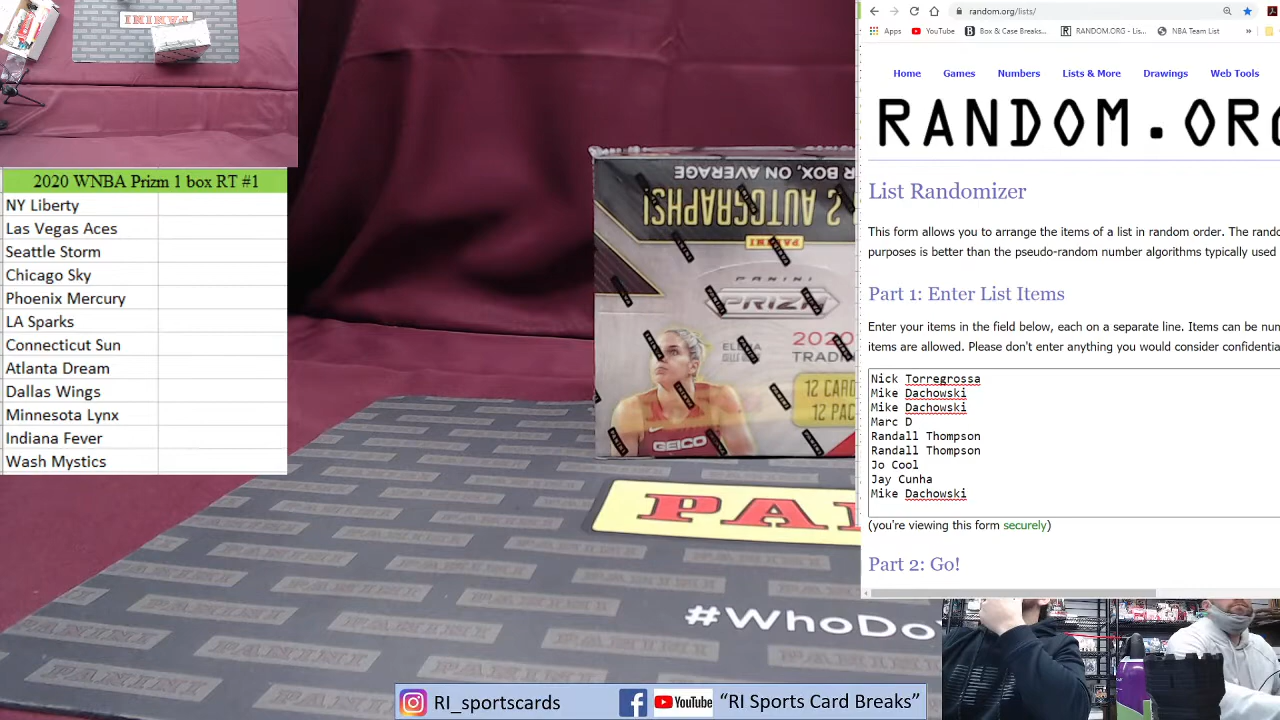 PANINI
2020 WNBA Prizm 1 box RT #1
NY Liberty
Las Vegas Aces
Seattle Storm
Chicago Sky
Phoenix Mercury
LA Sparks
Connecticut Sun
Atlanta Dream
Dallas Wings
Minnesota Lynx
Indiana Fever
Wash Mystics
R BOX, ON AVERAGE
2 AUTOGRAPHS!
PANINI
PANINI
PRIZM
2020
TRAD
12 CARD
12 PAC
GEICO
PA
#WhoDo
RI_sportscards
YouTube
"RI Sports Card Breaks"
random.org/lists/
Apps
YouTube
Box & Case Breaks...
RANDOM.ORG - Lis...
NBA Team List
Home
Games
Numbers
Lists & More
Drawings
Web Tools
RANDOM.ORG
List Randomizer
This form allows you to arrange the items of a list in random order. The rando
purposes is better than the pseudo-random number algorithms typically used
Part 1: Enter List Items
Enter your items in the field below, each on a separate line. Items can be num
items are allowed. Please don't enter anything you would consider confidentia
Nick Torregrossa
Mike Dachowski
Mike Dachowski
Marc D
Randall Thompson
Randall Thompson
Jo Cool
Jay Cunha
Mike Dachowski
(you're viewing this form securely)
Part 2: Go!